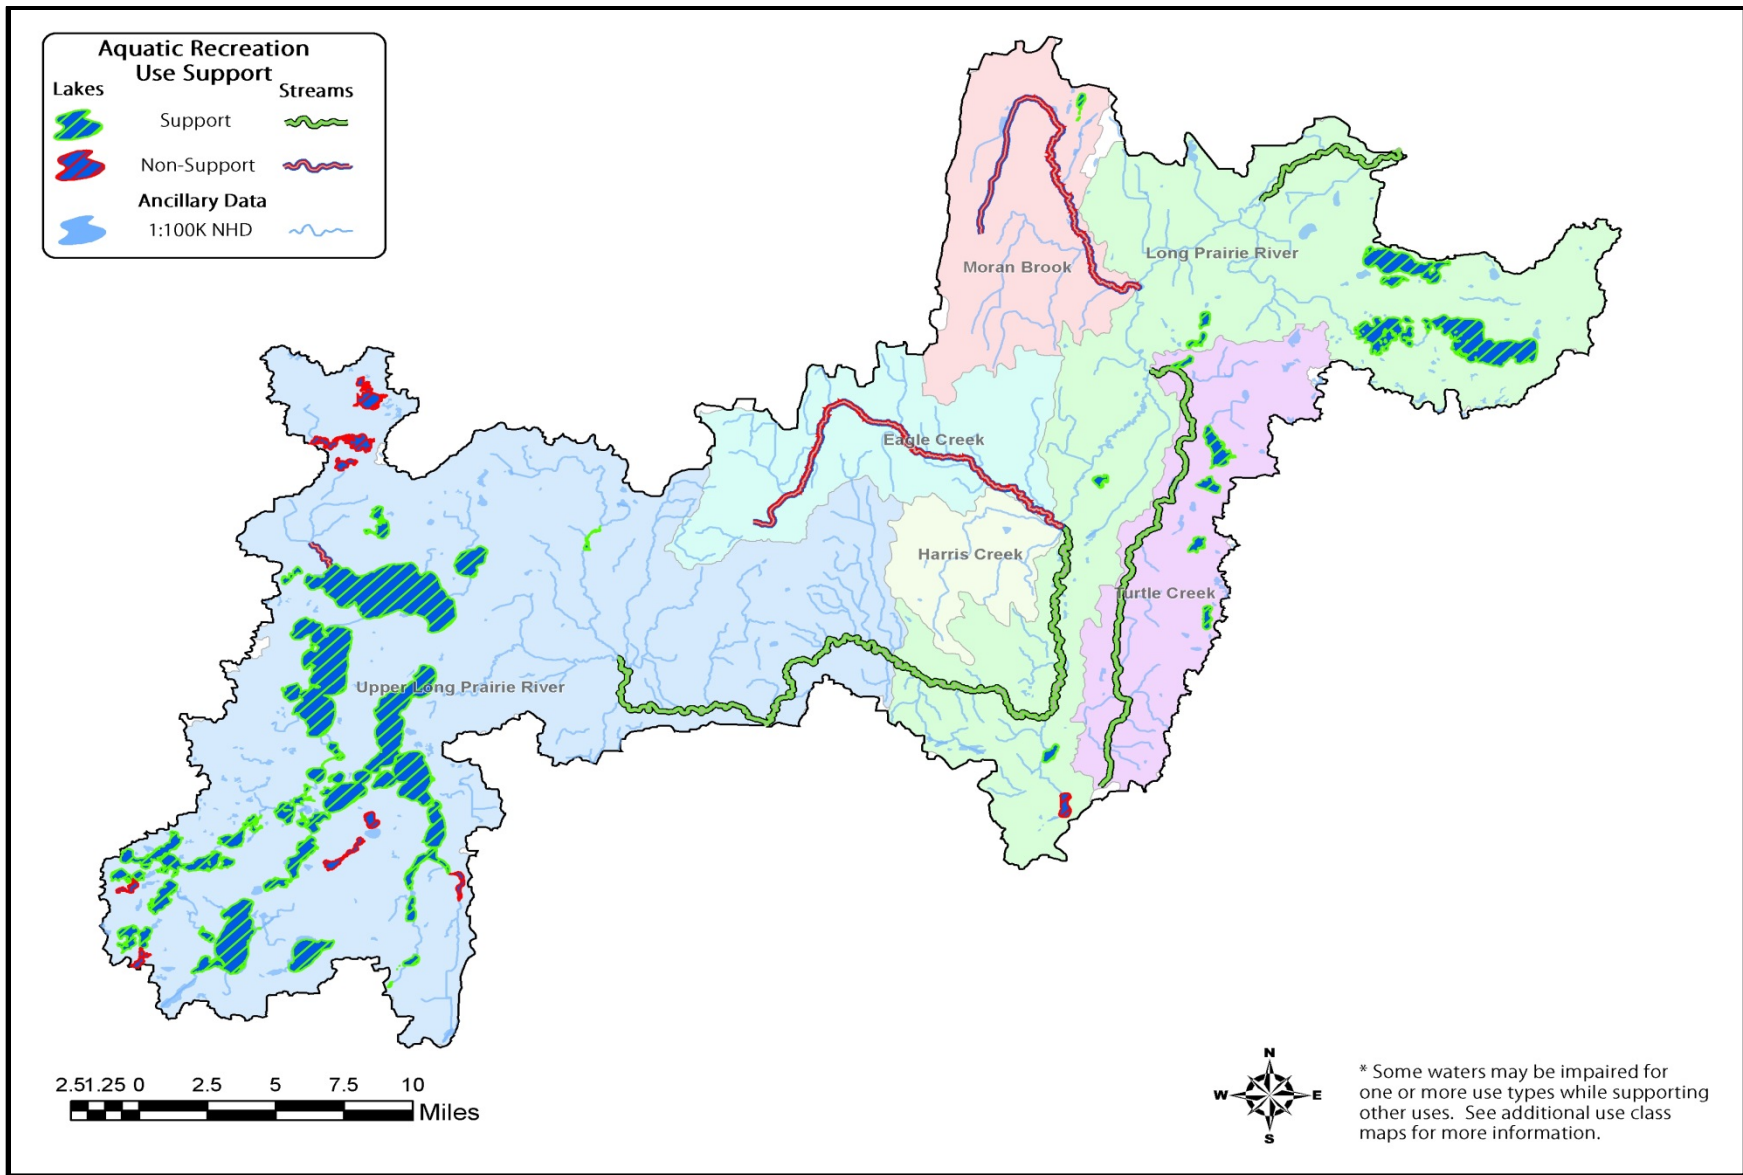 Aquatic Recreation
Use Support
Lakes
Streams
Support
Non-Support
Ancillary Data
1:100K NHD
Moran Brook
Long Prairie River
Eagle Creek
Harris Creek
Turtle Creek
Upper Long Prairie River
2.51.25 0 2.5 5 7.5 10
Miles
N
W
E
S
* Some waters may be impaired for
one or more use types while supporting
other uses. See additional use class
maps for more information.